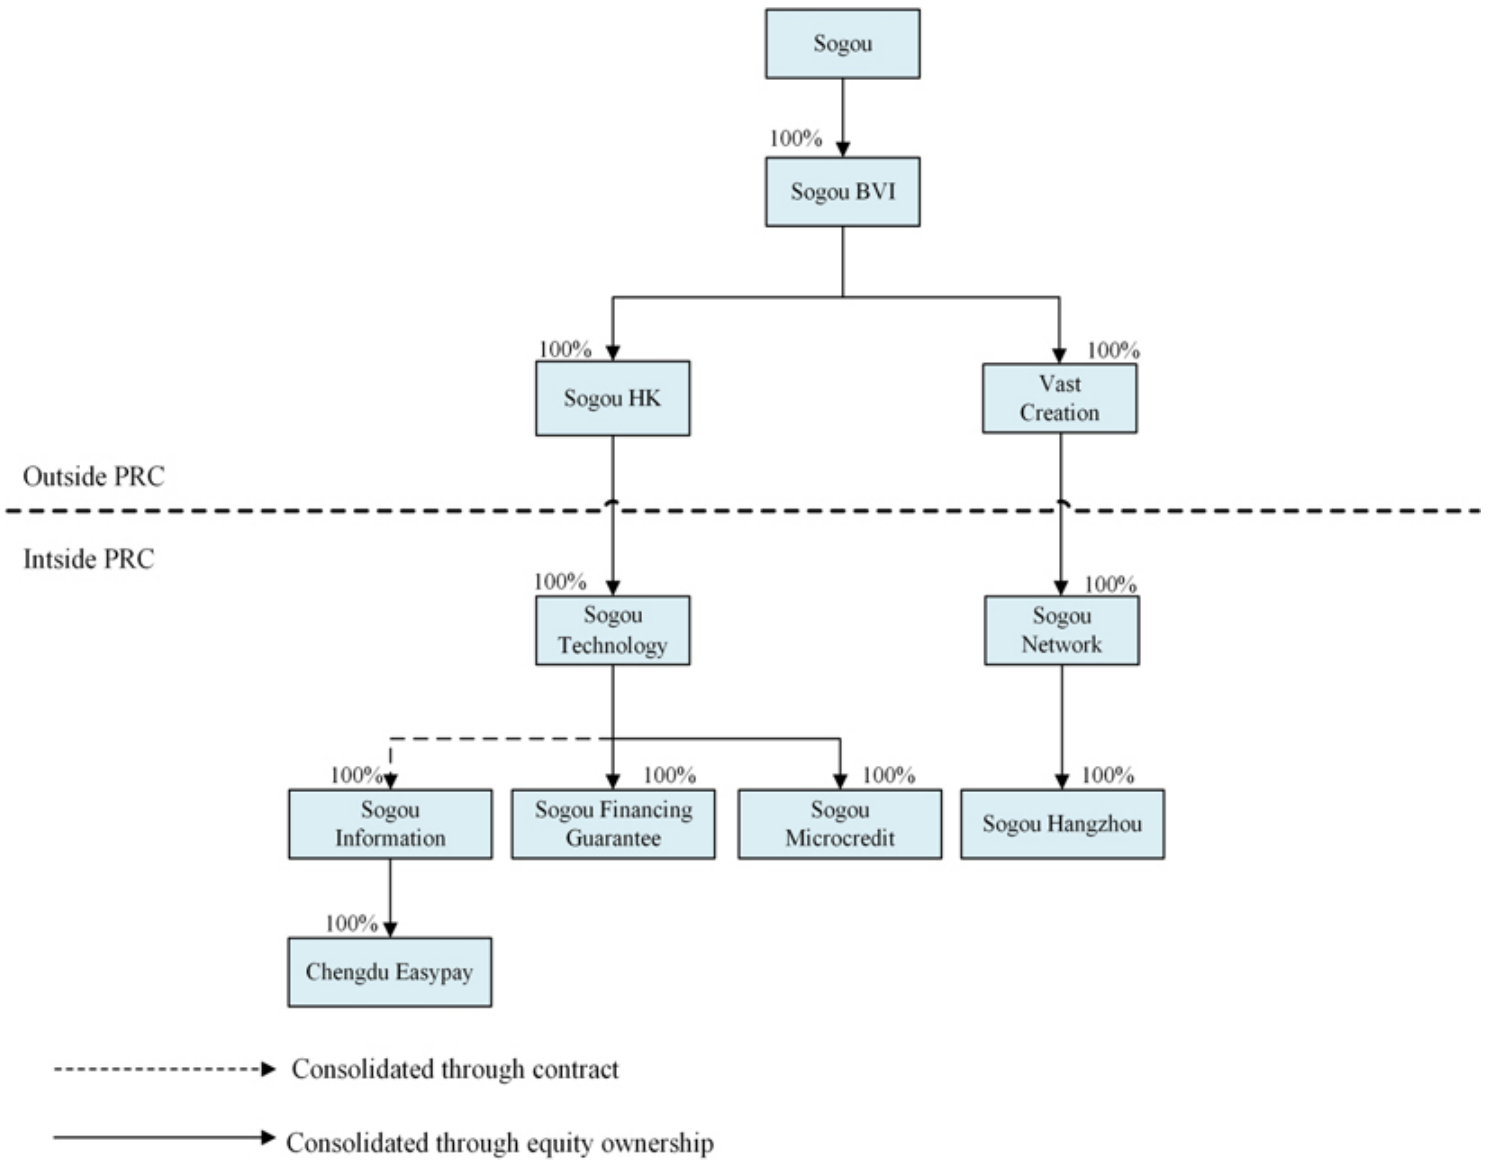 Sogou
100%
Sogou BVI
100%
100%
Sogou HK
Vast
Creation
Outside PRC
Intside PRC
100%
100%
Sogou
Technology
Sogou
Network
100%
100%
100%
100%
Sogou
Information
Sogou Financing
Guarantee
Sogou
Microcredit
Sogou Hangzhou
100%
Chengdu Easypay
Consolidated through contract
Consolidated through equity ownership